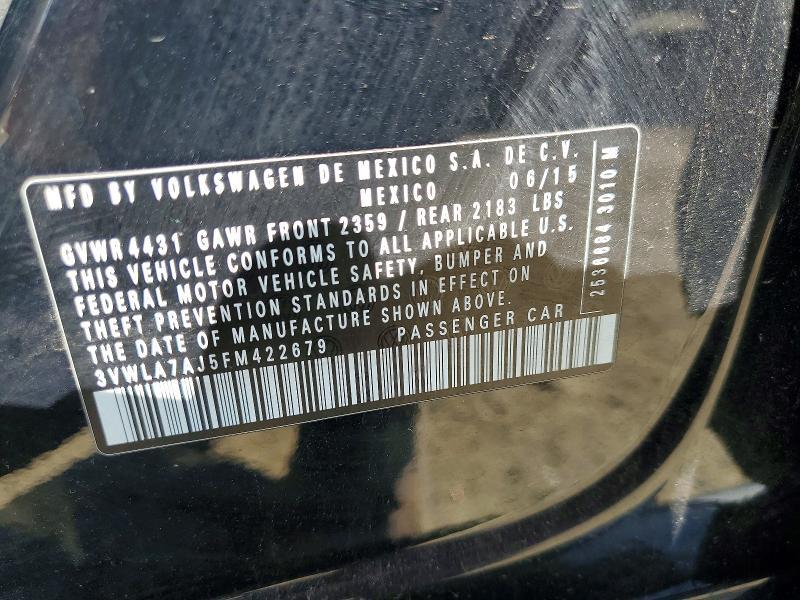 MFD BY VOLKSWAGEN DE MEXICO S.A. DE C.V.
MEXICO 06/15
GVWR 4431 GAWR FRONT 2359 / REAR 2183 LBS
THIS VEHICLE CONFORMS TO ALL APPLICABLE U.S.
FEDERAL MOTOR VEHICLE SAFETY, BUMPER AND
THEFT PREVENTION STANDARDS IN EFFECT ON
THE DATE OF MANUFACTURE SHOWN ABOVE.
3VWLA7AJ5FM422679 PASSENGER CAR
2536984 3010 M